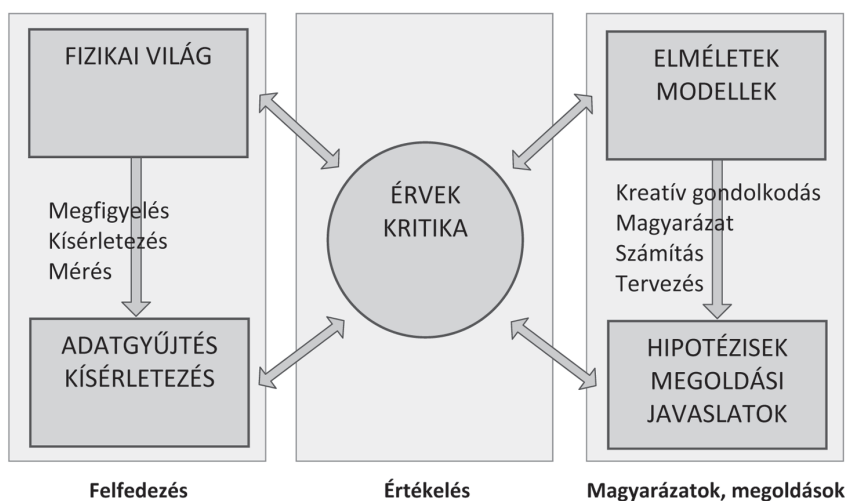 FIZIKAI VILÁG
Megfigyelés
Kísérletezés
Mérés
ADATGYŰJTÉS
KÍSÉRLETEZÉS
Felfedezés
ÉRVEK
KRITIKA
Értékelés
ELMÉLETEK
MODELLEK
Kreatív gondolkodás
Magyarázat
Számítás
Tervezés
HIPOTÉZISEK
MEGOLDÁSI
JAVASLATOK
Magyarázatok, megoldások